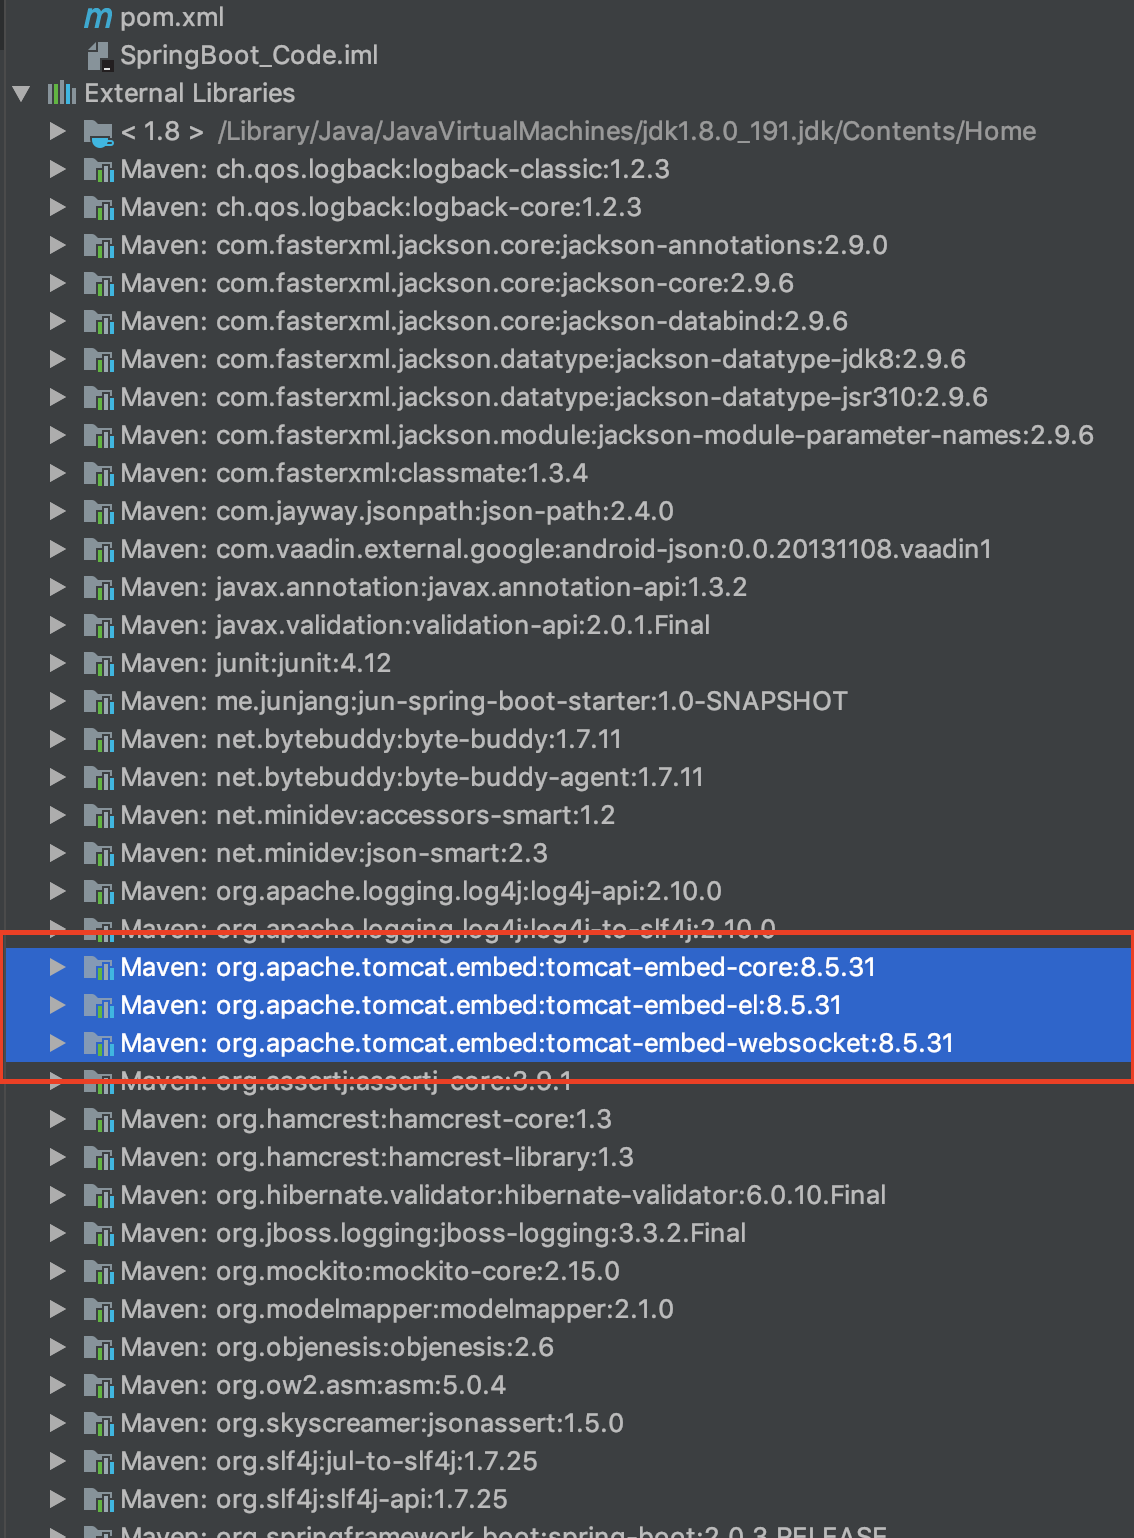 pom.xml
SpringBoot_Code.iml
External Libraries
< 1.8 > /Library/Java/JavaVirtualMachines/jdk1.8.0_191.jdk/Contents/Home
Maven: ch.qos.logback:logback-classic:1.2.3
Maven: ch.qos.logback:logback-core:1.2.3
Maven: com.fasterxml.jackson.core:jackson-annotations:2.9.0
Maven: com.fasterxml.jackson.core:jackson-core:2.9.6
Maven: com.fasterxml.jackson.core:jackson-databind:2.9.6
Maven: com.fasterxml.jackson.datatype:jackson-datatype-jdk8:2.9.6
Maven: com.fasterxml.jackson.datatype:jackson-datatype-jsr310:2.9.6
Maven: com.fasterxml.jackson.module:jackson-module-parameter-names:2.9.6
Maven: com.fasterxml:classmate:1.3.4
Maven: com.jayway.jsonpath:json-path:2.4.0
Maven: com.vaadin.external.google:android-json:0.0.20131108.vaadin1
Maven: javax.annotation:javax.annotation-api:1.3.2
Maven: javax.validation:validation-api:2.0.1.Final
Maven: junit:junit:4.12
Maven: me.junjang:jun-spring-boot-starter:1.0-SNAPSHOT
Maven: net.bytebuddy:byte-buddy:1.7.11
Maven: net.bytebuddy:byte-buddy-agent:1.7.11
Maven: net.minidev:accessors-smart:1.2
Maven: net.minidev:json-smart:2.3
Maven: org.apache.logging.log4j:log4j-api:2.10.0
Maven: org.apache.logging.log4j:log4j-to-slf4j:2.10.0
Maven: org.apache.tomcat.embed:tomcat-embed-core:8.5.31
Maven: org.apache.tomcat.embed:tomcat-embed-el:8.5.31
Maven: org.apache.tomcat.embed:tomcat-embed-websocket:8.5.31
Maven: org.assertj:assertj-core:3.9.1
Maven: org.hamcrest:hamcrest-core:1.3
Maven: org.hamcrest:hamcrest-library:1.3
Maven: org.hibernate.validator:hibernate-validator:6.0.10.Final
Maven: org.jboss.logging:jboss-logging:3.3.2.Final
Maven: org.mockito:mockito-core:2.15.0
Maven: org.modelmapper:modelmapper:2.1.0
Maven: org.objenesis:objenesis:2.6
Maven: org.ow2.asm:asm:5.0.4
Maven: org.skyscreamer:jsonassert:1.5.0
Maven: org.slf4j:jul-to-slf4j:1.7.25
Maven: org.slf4j:slf4j-api:1.7.25
Maven: org.springframework.boot:spring-boot:2.0.3.RELEASE